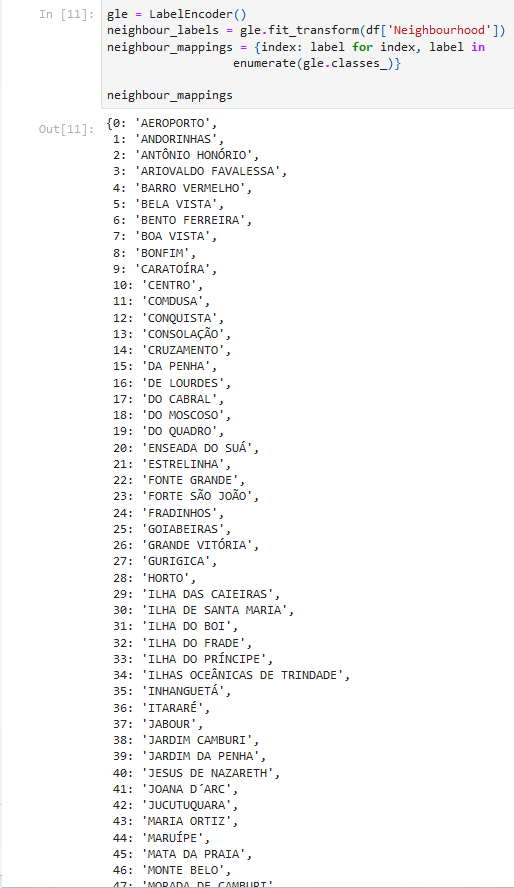 In [11]: gle = LabelEncoder()
neighbour_labels = gle.fit_transform(df['Neighbourhood'])
neighbour_mappings = {index: label for index, label in
enumerate(gle.classes_)}
neighbour_mappings
Out[11]: {0: 'AEROPORTO',
1: 'ANDORINHAS',
2: 'ANTÔNIO HONÓRIO',
3: 'ARIOVALDO FAVALESSA',
4: 'BARRO VERMELHO',
5: 'BELA VISTA',
6: 'BENTO FERREIRA',
7: 'BOA VISTA',
8: 'BONFIM',
9: 'CARATOÍRA',
10: 'CENTRO',
11: 'COMDUSA',
12: 'CONQUISTA',
13: 'CONSOLAÇÃO',
14: 'CRUZAMENTO',
15: 'DA PENHA',
16: 'DE LOURDES',
17: 'DO CABRAL',
18: 'DO MOSCOSO',
19: 'DO QUADRO',
20: 'ENSEADA DO SUÁ',
21: 'ESTRELINHA',
22: 'FONTE GRANDE',
23: 'FORTE SÃO JOÃO',
24: 'FRADINHOS',
25: 'GOIABEIRAS',
26: 'GRANDE VITÓRIA',
27: 'GURIGICA',
28: 'HORTO',
29: 'ILHA DAS CAIEIRAS',
30: 'ILHA DE SANTA MARIA',
31: 'ILHA DO BOI',
32: 'ILHA DO FRADE',
33: 'ILHA DO PRÍNCIPE',
34: 'ILHAS OCEÂNICAS DE TRINDADE',
35: 'INHANGUETÁ',
36: 'ITARARÉ',
37: 'JABOUR',
38: 'JARDIM CAMBURI',
39: 'JARDIM DA PENHA',
40: 'JESUS DE NAZARETH',
41: 'JOANA D´ARC',
42: 'JUCUTUQUARA',
43: 'MARIA ORTIZ',
44: 'MARUÍPE',
45: 'MATA DA PRAIA',
46: 'MONTE BELO',
47: 'MORADA DE CAMBURI'